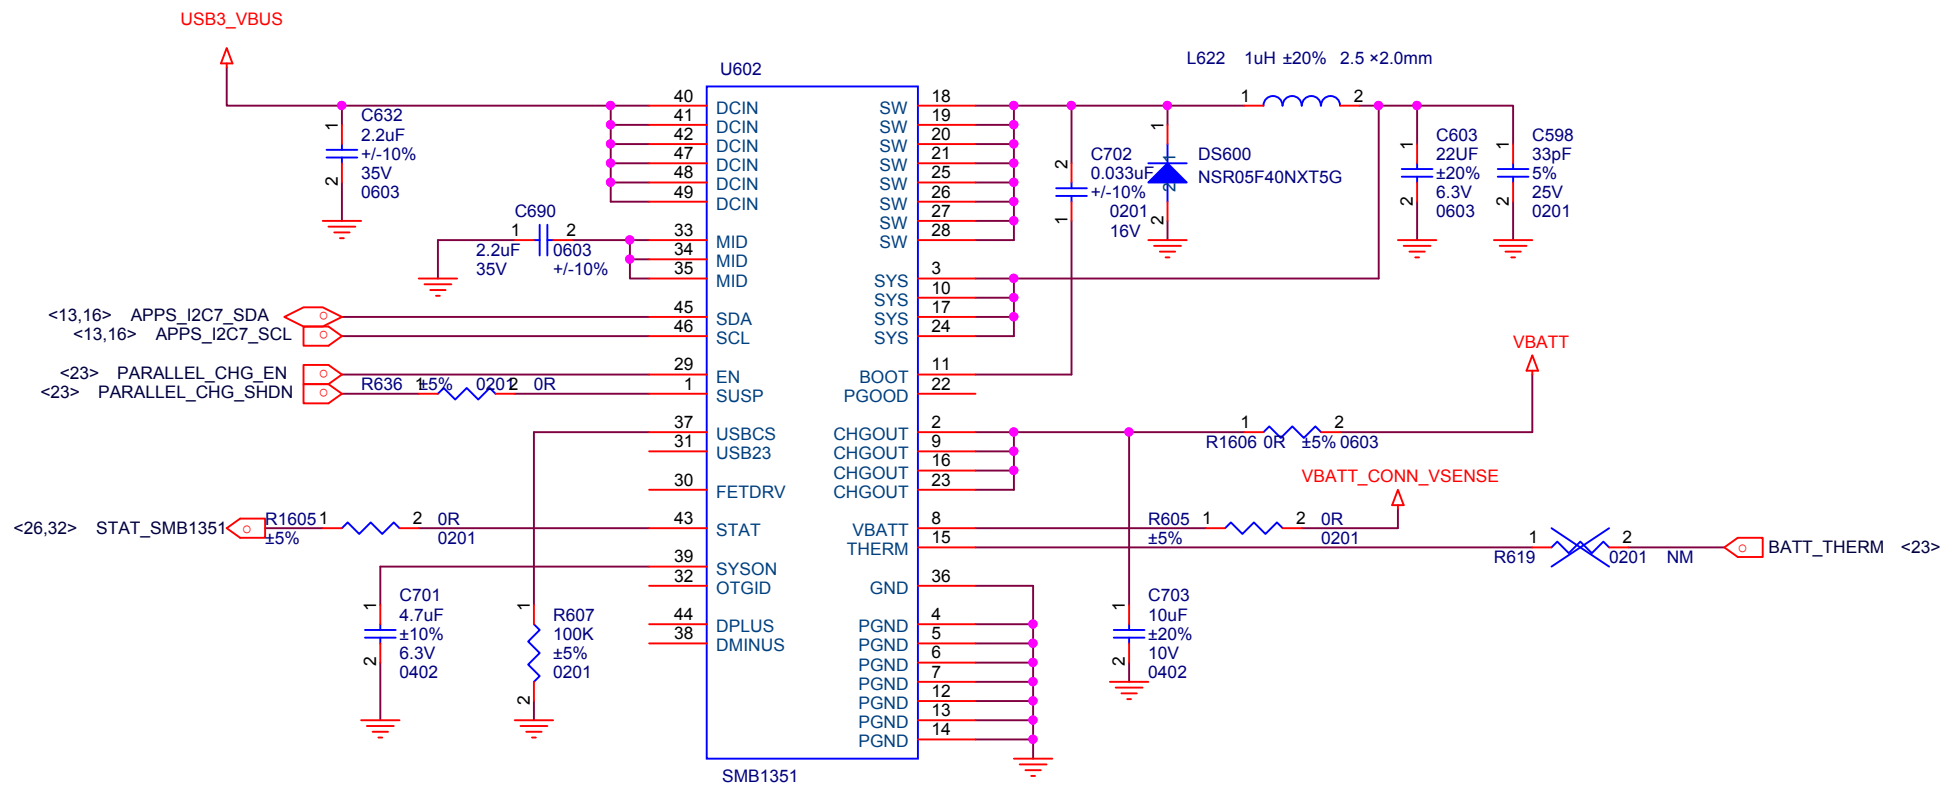 USB3_VBUS
U602
L622 1uH ±20% 2.5 ×2.0mm
C632
2.2uF
+/-10%
35V
0603
1
2
C690
1 2
2.2uF 0603
35V +/-10%
<13,16> APPS_I2C7_SDA
<13,16> APPS_I2C7_SCL
<23> PARALLEL_CHG_EN
<23> PARALLEL_CHG_SHDN
R636 1 ±5% 0201 2 0R
<26,32> STAT_SMB1351
R1605 1 2 0R
±5% 0201
C701
4.7uF
±10%
6.3V
0402
1
2
R607
100K
±5%
0201
1
2
40 DCIN
41 DCIN
42 DCIN
47 DCIN
48 DCIN
49 DCIN
33 MID
34 MID
35 MID
45 SDA
46 SCL
29 EN
1 SUSP
37 USBCS
31 USB23
30 FETDRV
43 STAT
39 SYSON
32 OTGID
44 DPLUS
38 DMINUS
SW 18
SW 19
SW 20
SW 21
SW 25
SW 26
SW 27
SW 28
SYS 3
SYS 10
SYS 17
SYS 24
BOOT 11
PGOOD 22
CHGOUT 2
CHGOUT 9
CHGOUT 16
CHGOUT 23
VBATT 8
THERM 15
GND 36
PGND 4
PGND 5
PGND 6
PGND 7
PGND 12
PGND 13
PGND 14
SMB1351
1 2
C702
0.033uF
+/-10%
0201
16V
2
1
DS600
NSR05F40NXT5G
1
1
2
2
C603
22UF
±20%
6.3V
0603
1
2
C598
33pF
5%
25V
0201
1
2
VBATT
1 2
R1606 0R ±5% 0603
VBATT_CONN_VSENSE
R605 1 2 0R
±5% 0201
1 2
R619 0201 NM
BATT_THERM <23>
C703
10uF
±20%
10V
0402
1
2